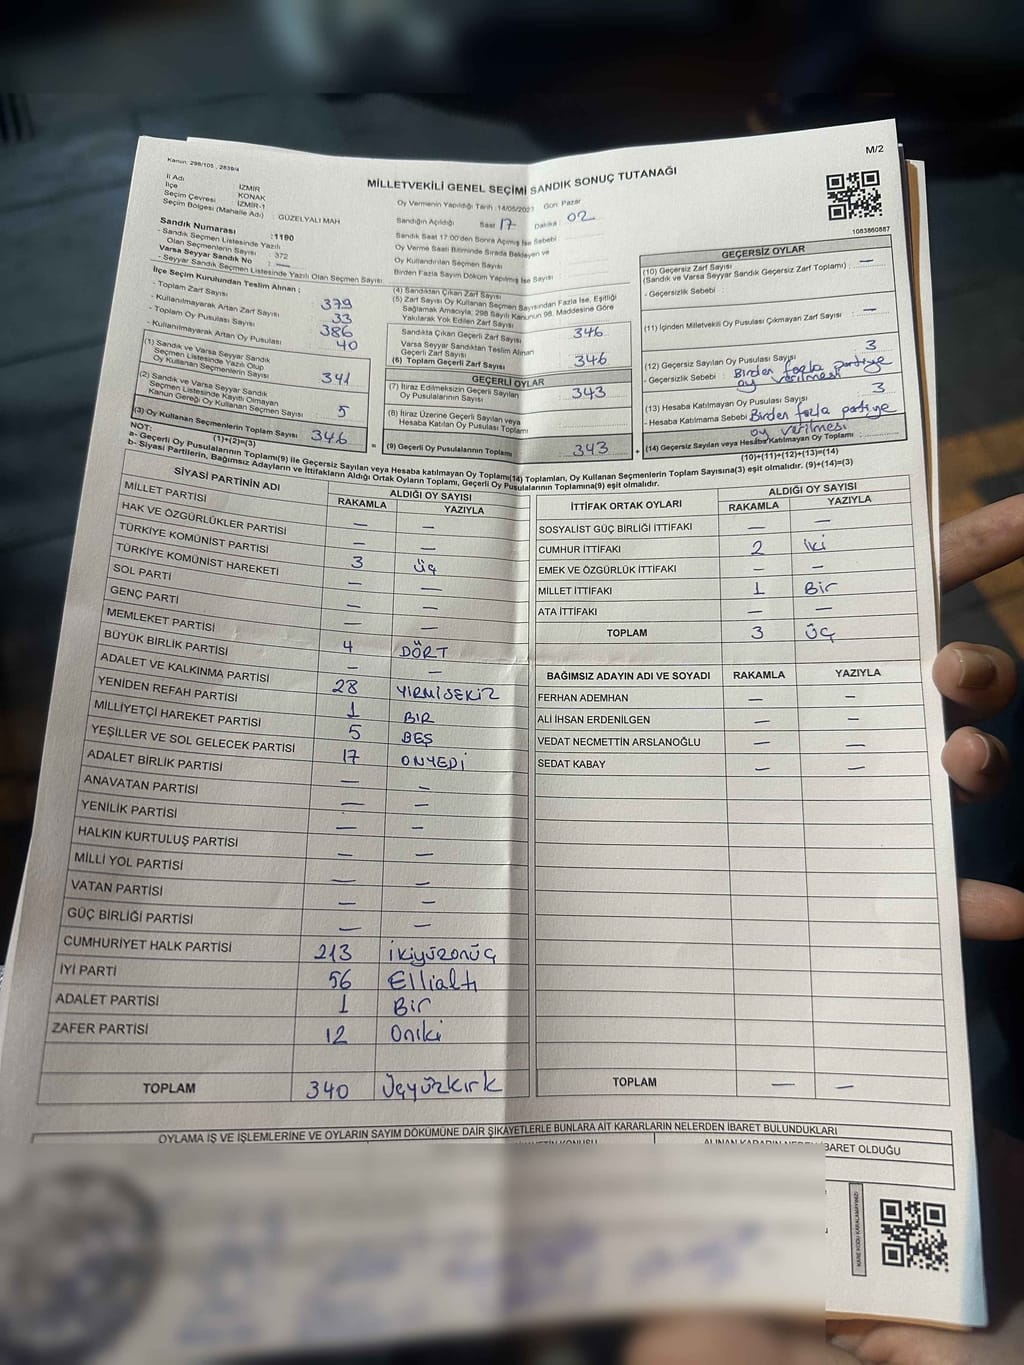 Kanun: 298/105 , 2839/4
M/2
MİLLETVEKİLİ GENEL SEÇİMİ SANDIK SONUÇ TUTANAĞI
İl Adı İZMİR
İlçe KONAK
Seçim Çevresi İZMİR-1
Seçim Bölgesi (Mahalle Adı) : GÜZELYALI MAH
Sandık Numarası :1190
- Sandık Seçmen Listesinde Yazılı
Olan Seçmenlerin Sayısı : 372
Varsa Seyyar Sandık No : —
- Seyyar Sandık Seçmen Listesinde Yazılı Olan Seçmen Sayısı
İlçe Seçim Kurulundan Teslim Alınan ;
- Toplam Zarf Sayısı 379
- Kullanılmayarak Artan Zarf Sayısı 33
- Toplam Oy Pusulası Sayısı 386
- Kullanılmayarak Artan Oy Pusulası 40
(1) Sandık ve Varsa Seyyar Sandık
Seçmen Listesinde Yazılı Olup
Oy Kullanan Seçmenlerin Sayısı 341
(2) Sandık ve Varsa Seyyar Sandık
Seçmen Listesinde Kayıtlı Olmayan
Kanun Gereği Oy Kullanan Seçmen Sayısı 5
(3) Oy Kullanan Seçmenlerin Toplam Sayısı 346
(1)+(2)=(3)
Oy Vermenin Yapıldığı Tarih :14/05/2023 Gün: Pazar
Sandığın Açıldığı Saat 17 Dakika : 02
Sandık Saat 17:00'den Sonra Açılmış İse Sebebi :
Oy Verme Saati Bitiminde Sırada Bekleyen ve
Oy Kullandırılan Seçmen Sayısı
Birden Fazla Sayım Döküm Yapılmış İse Sayısı :
(4) Sandıktan Çıkan Zarf Sayısı
(5) Zarf Sayısı Oy Kullanan Seçmen Sayısından Fazla İse, Eşitliği
Sağlamak Amacıyla, 298 Sayılı Kanunun 98. Maddesine Göre
Yakılarak Yok Edilen Zarf Sayısı
Sandıkta Çıkan Geçerli Zarf Sayısı 346
Varsa Seyyar Sandıktan Teslim Alınan
Geçerli Zarf Sayısı
(6) Toplam Geçerli Zarf Sayısı 346
GEÇERLİ OYLAR
(7) İtiraz Edilmeksizin Geçerli Sayılan
Oy Pusulalarının Sayısı 343
(8) İtiraz Üzerine Geçerli Sayılan veya
Hesaba Katılan Oy Pusulası Toplamı
= (9) Geçerli Oy Pusulalarının Toplamı 343 +
1083860887
GEÇERSİZ OYLAR
(10) Geçersiz Zarf Sayısı
(Sandık ve Varsa Seyyar Sandık Geçersiz Zarf Toplamı) : —
- Geçersizlik Sebebi :
(11) İçinden Milletvekili Oy Pusulası Çıkmayan Zarf Sayısı : —
(12) Geçersiz Sayılan Oy Pusulası Sayısı 3
- Geçersizlik Sebebi : Birden fazla partiye
oy verilmesi
(13) Hesaba Katılmayan Oy Pusulası Sayısı 3
- Hesaba Katılmama Sebebi Birden fazla partiye
oy verilmesi
(14) Geçersiz Sayılan veya Hesaba Katılmayan Oy Toplamı :
(10)+(11)+(12)+(13)=(14)
NOT:
a- Geçerli Oy Pusulalarının Toplamı(9) ile Geçersiz Sayılan veya Hesaba katılmayan Oy Toplamı(14) Toplamları, Oy Kullanan Seçmenlerin Toplam Sayısına(3) eşit olmalıdır. (9)+(14)=(3)
b- Siyasi Partilerin, Bağımsız Adayların ve İttifakların Aldığı Ortak Oyların Toplamı, Geçerli Oy Pusulalarının Toplamına(9) eşit olmalıdır.
SİYASİ PARTİNİN ADI ALDIĞI OY SAYISI
RAKAMLA YAZIYLA
MİLLET PARTİSİ — —
HAK VE ÖZGÜRLÜKLER PARTİSİ — —
TÜRKİYE KOMÜNİST PARTİSİ 3 üç
TÜRKİYE KOMÜNİST HAREKETİ — —
SOL PARTİ — —
GENÇ PARTİ — —
MEMLEKET PARTİSİ 4 DÖRT
BÜYÜK BİRLİK PARTİSİ — —
ADALET VE KALKINMA PARTİSİ 28 YİRMİSEKİZ
YENİDEN REFAH PARTİSİ 1 BİR
MİLLİYETÇİ HAREKET PARTİSİ 5 BEŞ
YEŞİLLER VE SOL GELECEK PARTİSİ 17 ONYEDİ
ADALET BİRLİK PARTİSİ — —
ANAVATAN PARTİSİ — —
YENİLİK PARTİSİ — —
HALKIN KURTULUŞ PARTİSİ — —
MİLLİ YOL PARTİSİ — —
VATAN PARTİSİ — —
GÜÇ BİRLİĞİ PARTİSİ — —
CUMHURİYET HALK PARTİSİ 213 ikiyüzonüç
İYİ PARTİ 56 Ellialtı
ADALET PARTİSİ 1 Bir
ZAFER PARTİSİ 12 Oniki
TOPLAM 340 Üçyüzkırk
İTTİFAK ORTAK OYLARI ALDIĞI OY SAYISI
RAKAMLA YAZIYLA
SOSYALİST GÜÇ BİRLİĞİ İTTİFAKI — —
CUMHUR İTTİFAKI 2 iki
EMEK VE ÖZGÜRLÜK İTTİFAKI — —
MİLLET İTTİFAKI 1 Bir
ATA İTTİFAKI — —
TOPLAM 3 üç
BAĞIMSIZ ADAYIN ADI VE SOYADI RAKAMLA YAZIYLA
FERHAN ADEMHAN — —
ALİ İHSAN ERDENİLGEN — —
VEDAT NECMETTİN ARSLANOĞLU — —
SEDAT KABAY — —
TOPLAM — —
OYLAMA İŞ VE İŞLEMLERİNE VE OYLARIN SAYIM DÖKÜMÜNE DAİR ŞİKAYETLERLE BUNLARA AİT KARARLARIN NELERDEN İBARET BULUNDUKLARI
KONUSU ALINAN KARARIN NEDEN İBARET OLDUĞU
KARE KODU KARALAMAYINIZ!